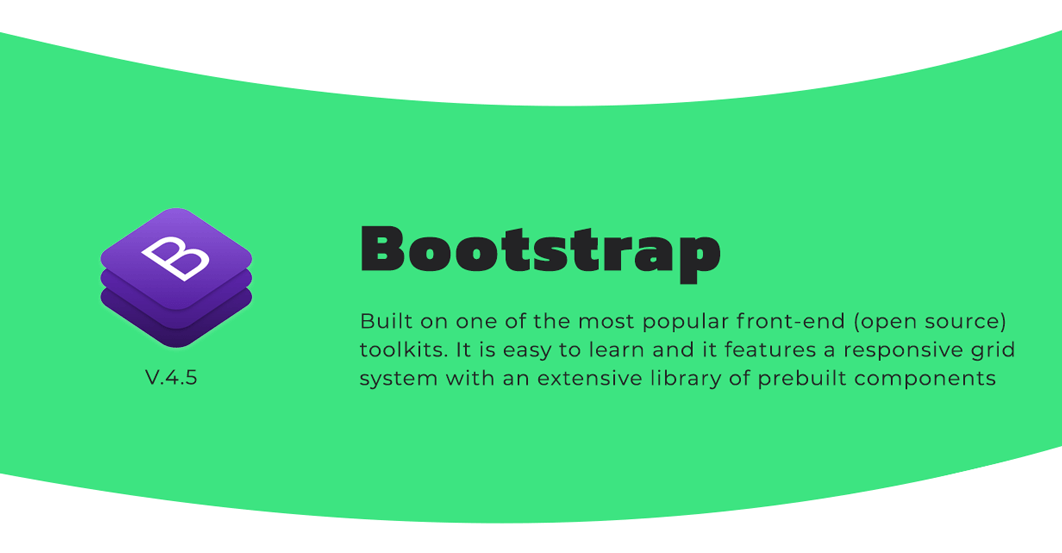 B
Bootstrap
Built on one of the most popular front-end (open source)
toolkits. It is easy to learn and it features a responsive grid
system with an extensive library of prebuilt components
V.4.5